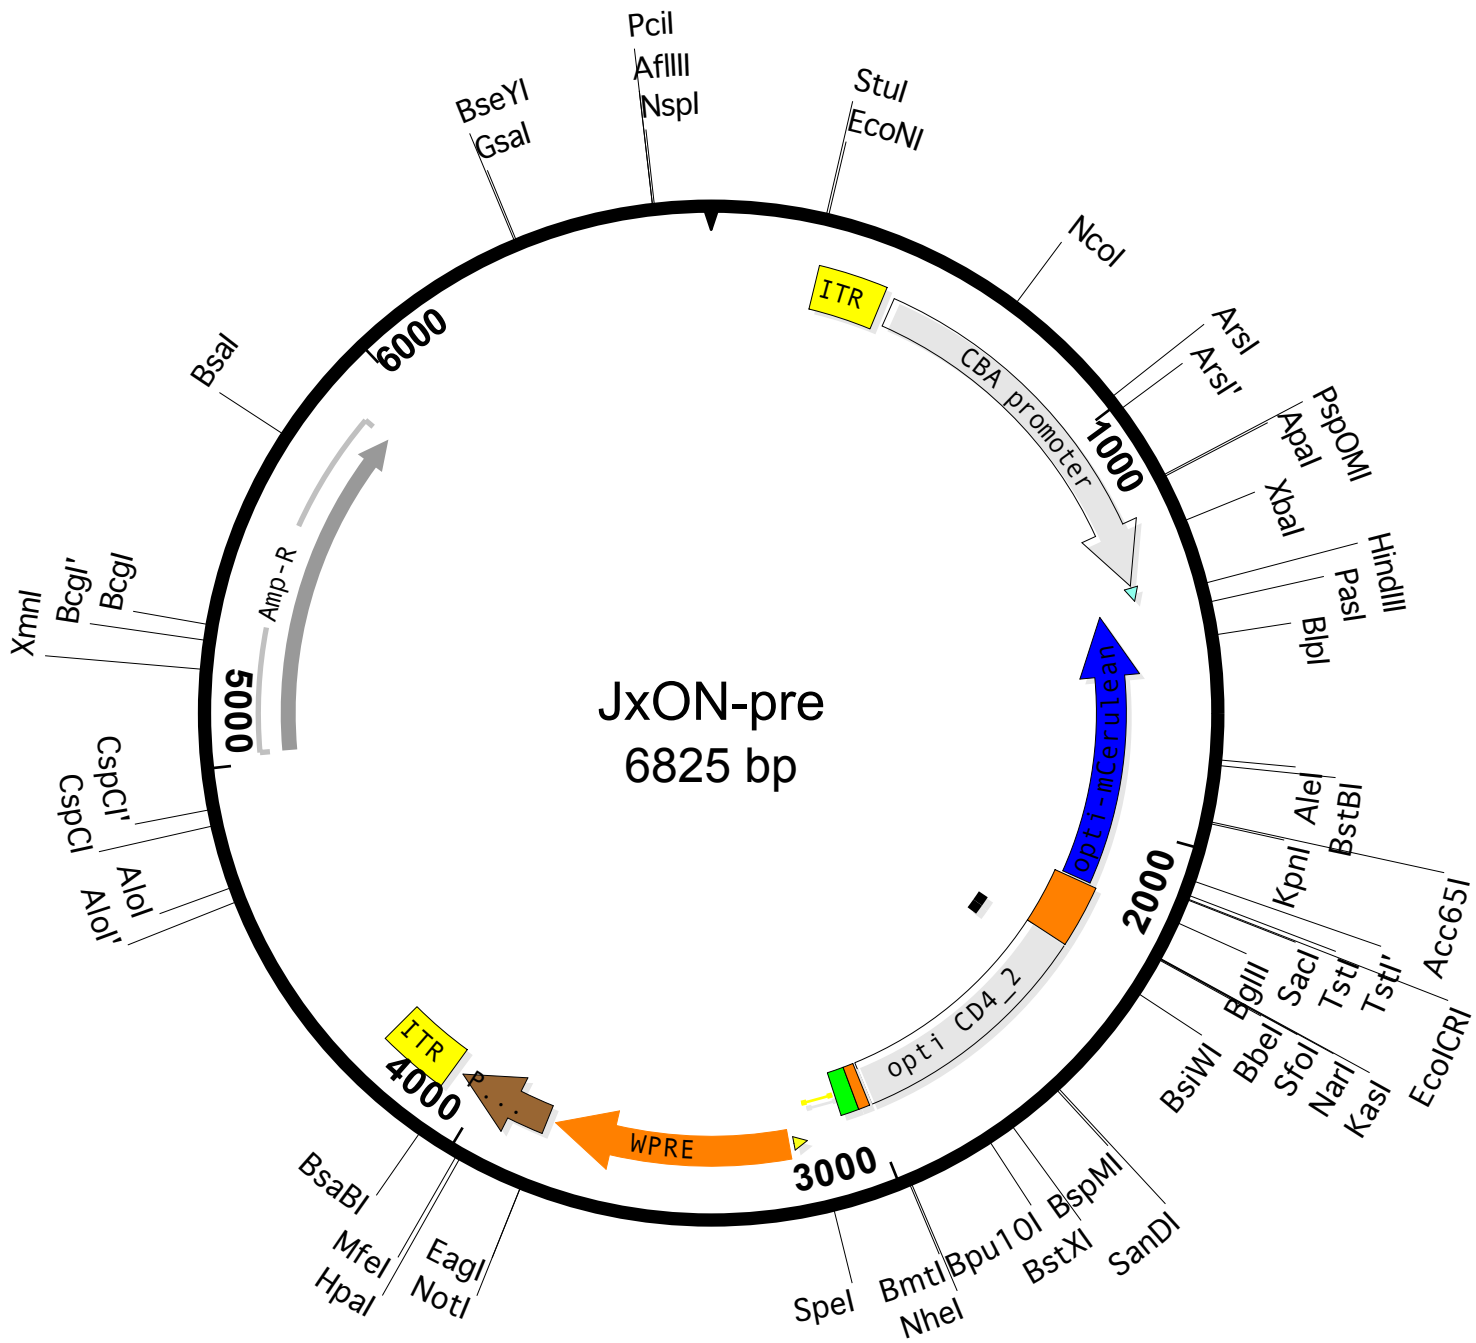 PciI
AflIII
NspI
BseYI
GsaI
StuI
EcoNI
NcoI
ArsI
ArsI'
PspOMI
ApaI
XbaI
HindIII
PasI
BlpI
AleI
BstBI
KpnI
Acc65I
TstI'
TstI
SacI
EcoICRI
BglII
BbeI
SfoI
NarI
KasI
BsiWI
SanDI
BspMI
BstXI
Bpu10I
BmtI
NheI
SpeI
EagI
NotI
MfeI
HpaI
BsaBI
AloI
AloI'
CspCI'
CspCI
XmnI
BcgI'
BcgI
BsaI
1000
2000
3000
4000
5000
6000
ITR
CBA promoter
opti-mCerulean
opti CD4_2
WPRE
P...
ITR
Amp-R
JxON-pre
6825 bp